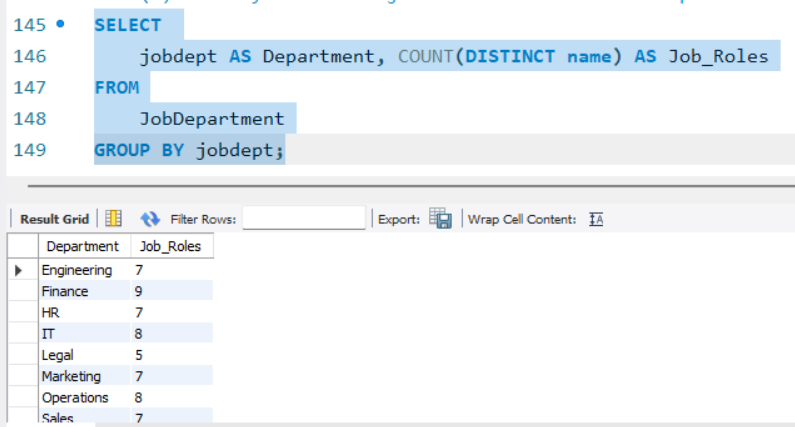 145 SELECT
146 jobdept AS Department, COUNT(DISTINCT name) AS Job_Roles
147 FROM
148 JobDepartment
149 GROUP BY jobdept;
Result Grid Filter Rows: Export: Wrap Cell Content:
Department Job_Roles
Engineering 7
Finance 9
HR 7
IT 8
Legal 5
Marketing 7
Operations 8
Sales 7